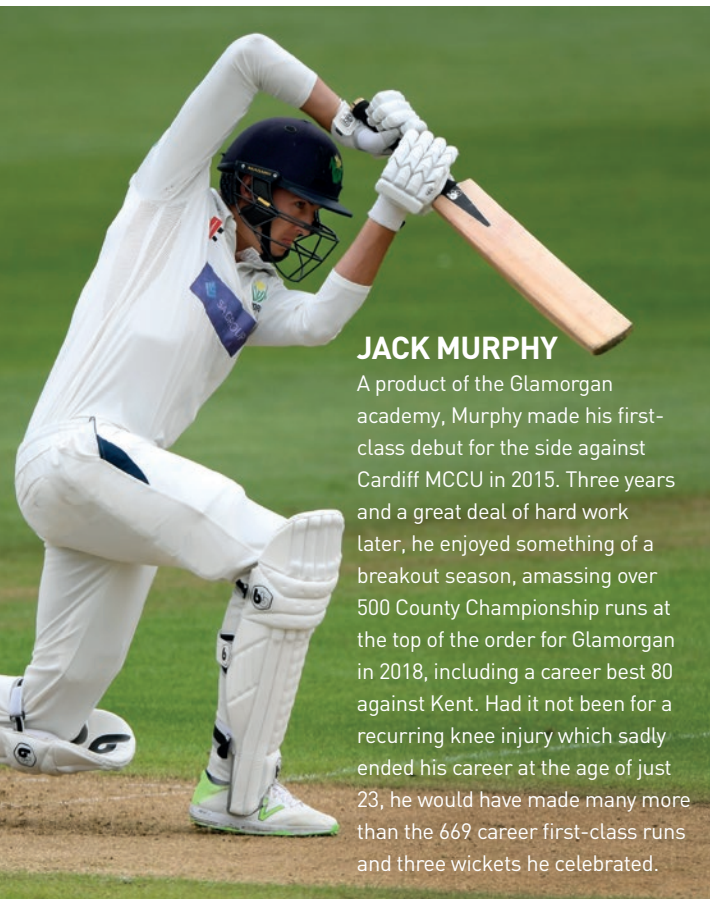 JACK MURPHY
A product of the Glamorgan
academy, Murphy made his first-
class debut for the side against
Cardiff MCCU in 2015. Three years
and a great deal of hard work
later, he enjoyed something of a
breakout season, amassing over
500 County Championship runs at
the top of the order for Glamorgan
in 2018, including a career best 80
against Kent. Had it not been for a
recurring knee injury which sadly
ended his career at the age of just
23, he would have made many more
than the 669 career first-class runs
and three wickets he celebrated.